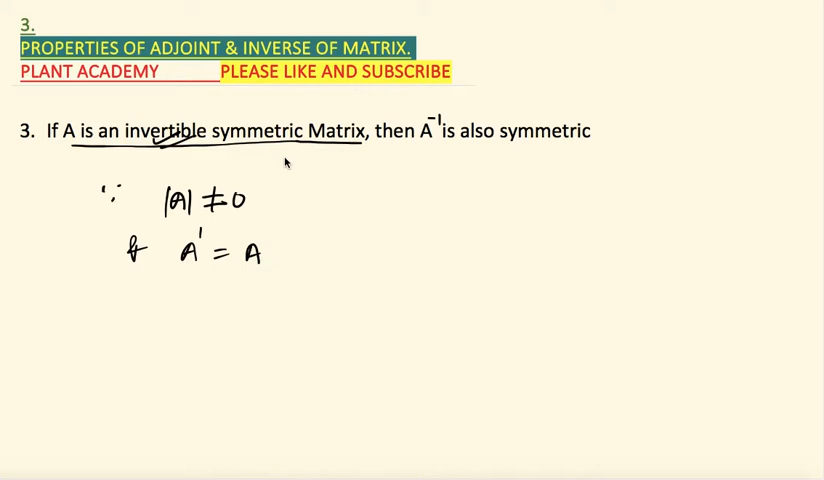 3.
PROPERTIES OF ADJOINT & INVERSE OF MATRIX.
PLANT ACADEMY PLEASE LIKE AND SUBSCRIBE
3. If A is an invertible symmetric Matrix, then A⁻¹ is also symmetric
∵ |A| ≠ 0
& A' = A